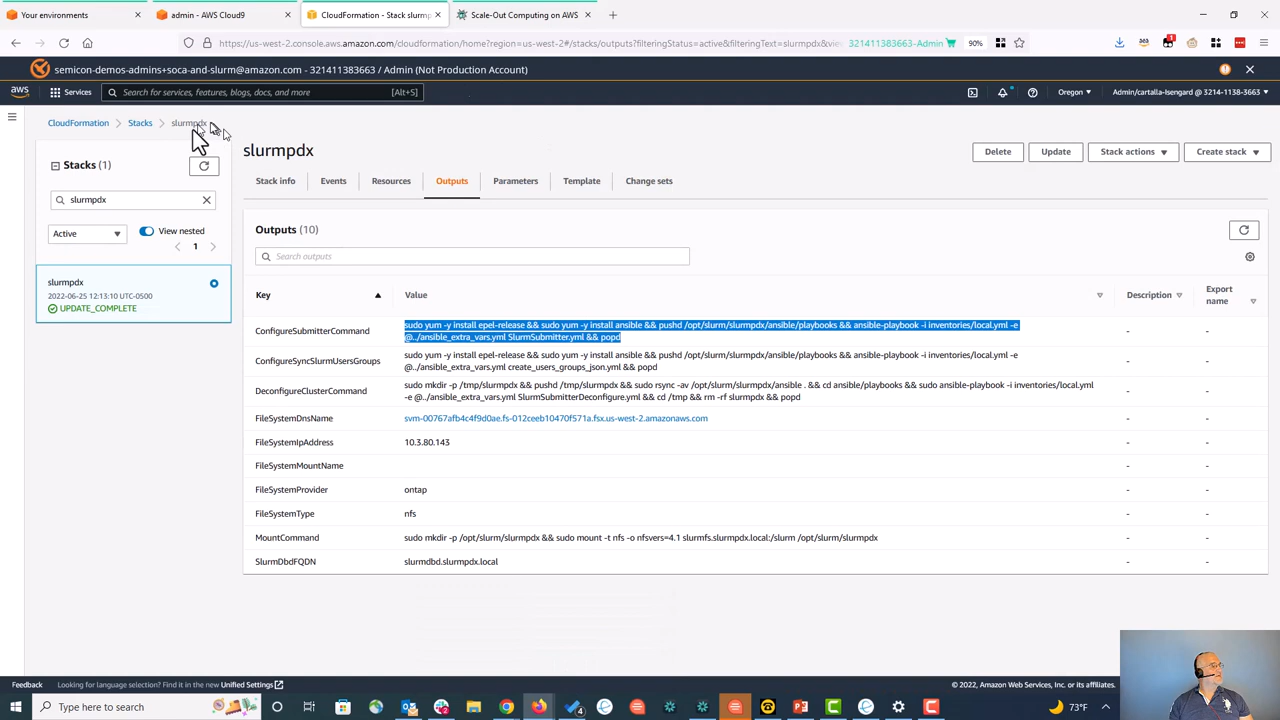 Your environments
admin - AWS Cloud9
CloudFormation - Stack slurmp
Scale-Out Computing on AWS
https://us-west-2.console.aws.amazon.com/cloudformation/home?region=us-west-2#/stacks/outputs?filteringStatus=active&filteringText=slurmpdx&vie
321411383663-Admin
90%
semicon-demos-admins+soca-and-slurm@amazon.com - 321411383663 / Admin (Not Production Account)
aws
Services
Search for services, features, blogs, docs, and more
[Alt+S]
Oregon
Admin/cartalla-Isengard @ 3214-1138-3663
CloudFormation
Stacks
slurmpdx
Stacks (1)
slurmpdx
Active
View nested
1
slurmpdx
2022-06-25 12:13:10 UTC-0500
UPDATE_COMPLETE
slurmpdx
Delete
Update
Stack actions
Create stack
Stack info
Events
Resources
Outputs
Parameters
Template
Change sets
Outputs (10)
Search outputs
Key
Value
Description
Export
name
ConfigureSubmitterCommand
sudo yum -y install epel-release && sudo yum -y install ansible && pushd /opt/slurm/slurmpdx/ansible/playbooks && ansible-playbook -i inventories/local.yml -e
@../ansible_extra_vars.yml SlurmSubmitter.yml && popd
-
-
ConfigureSyncSlurmUsersGroups
sudo yum -y install epel-release && sudo yum -y install ansible && pushd /opt/slurm/slurmpdx/ansible/playbooks && ansible-playbook -i inventories/local.yml -e
@../ansible_extra_vars.yml create_users_groups_json.yml && popd
-
-
DeconfigureClusterCommand
sudo mkdir -p /tmp/slurmpdx && pushd /tmp/slurmpdx && sudo rsync -av /opt/slurm/slurmpdx/ansible . && cd ansible/playbooks && sudo ansible-playbook -i inventories/local.yml
-e @../ansible_extra_vars.yml SlurmSubmitterDeconfigure.yml && cd /tmp && rm -rf slurmpdx && popd
-
-
FileSystemDnsName
svm-00767afb4c4f9d0ae.fs-012ceeb10470f571a.fsx.us-west-2.amazonaws.com
-
-
FileSystemIpAddress
10.3.80.143
-
-
FileSystemMountName
-
-
FileSystemProvider
ontap
-
-
FileSystemType
nfs
-
-
MountCommand
sudo mkdir -p /opt/slurm/slurmpdx && sudo mount -t nfs -o nfsvers=4.1 slurmfs.slurmpdx.local:/slurm /opt/slurm/slurmpdx
-
-
SlurmDbdFQDN
slurmdbd.slurmpdx.local
-
-
Feedback
Looking for language selection? Find it in the new Unified Settings
© 2022, Amazon Web Services, Inc. or its affiliates.
Type here to search
73°F